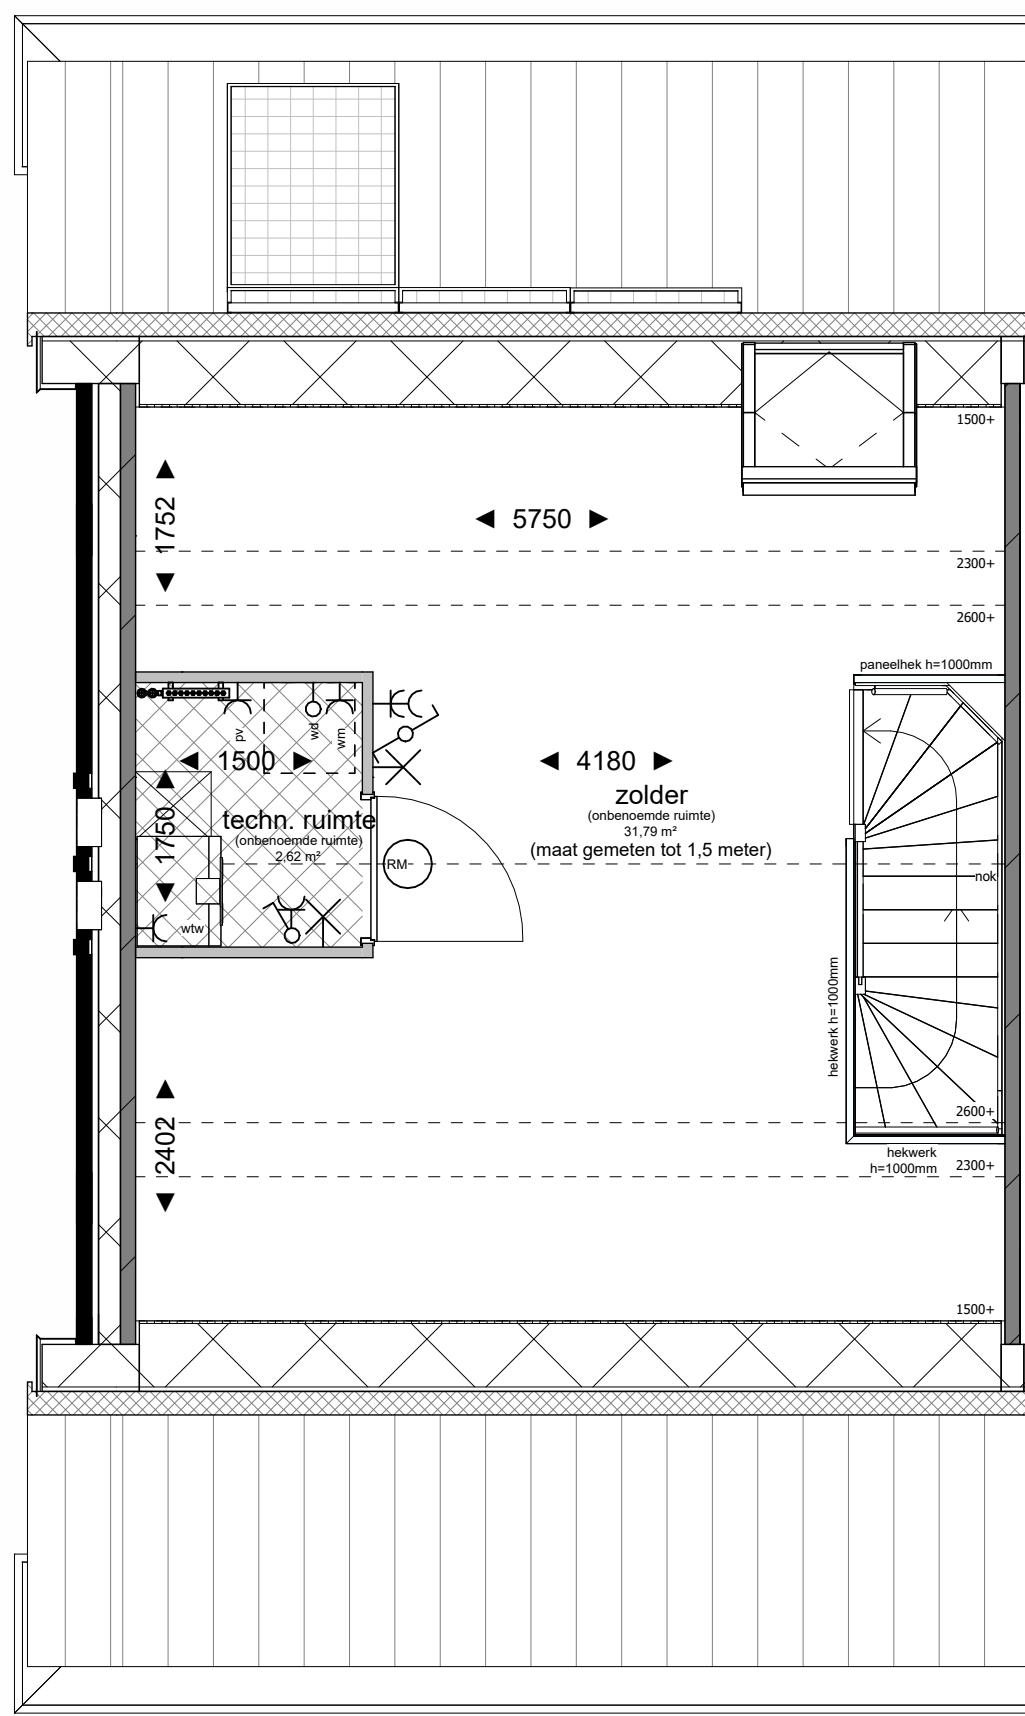 1500+
1752
5750
2300+
2600+
paneelhek h=1000mm
pv
wd
wm
1500
4180
zolder
(onbenoemde ruimte)
31,79 m²
(maat gemeten tot 1,5 meter)
1750
techn. ruimte
(onbenoemde ruimte)
2,62 m²
RM
nok
wtw
hekwerk h=1000mm
2402
2600+
hekwerk
h=1000mm
2300+
1500+